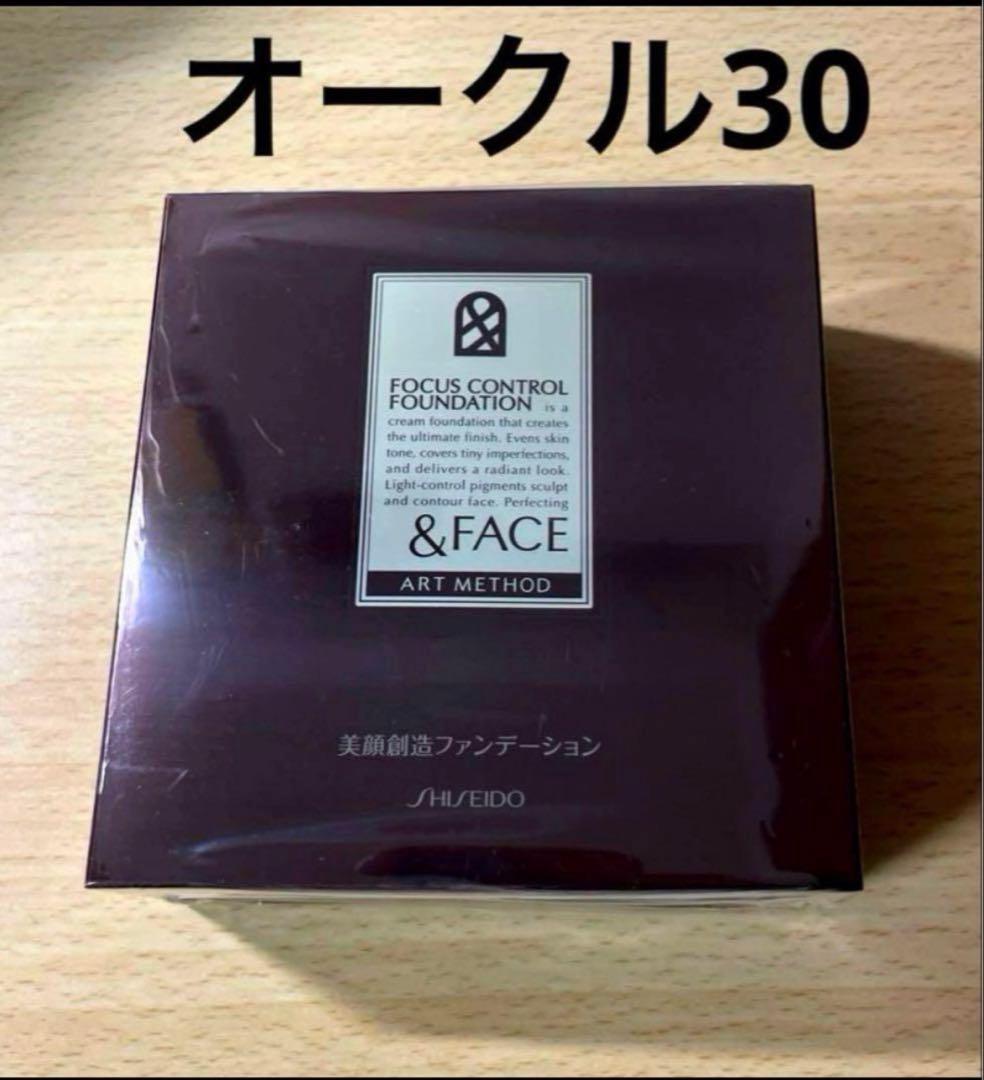 オークル30
FOCUS CONTROL
FOUNDATION is a
cream foundation that creates
the ultimate finish. Evens skin
tone, covers tiny imperfections,
and delivers a radiant look.
Light-control pigments sculpt
and contour face. Perfecting
&FACE
ART METHOD
美顔創造ファンデーション
SHISEIDO